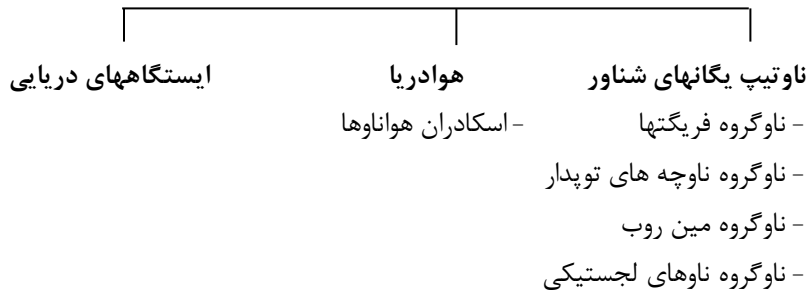 ناوتیپ یگانهای شناور
هوادریا
ایستگاههای دریایی
- ناوگروه فریگتها
- اسکادران هواناوها
- ناوگروه ناوچه های توپدار
- ناوگروه مین روب
- ناوگروه ناوهای لجستیکی